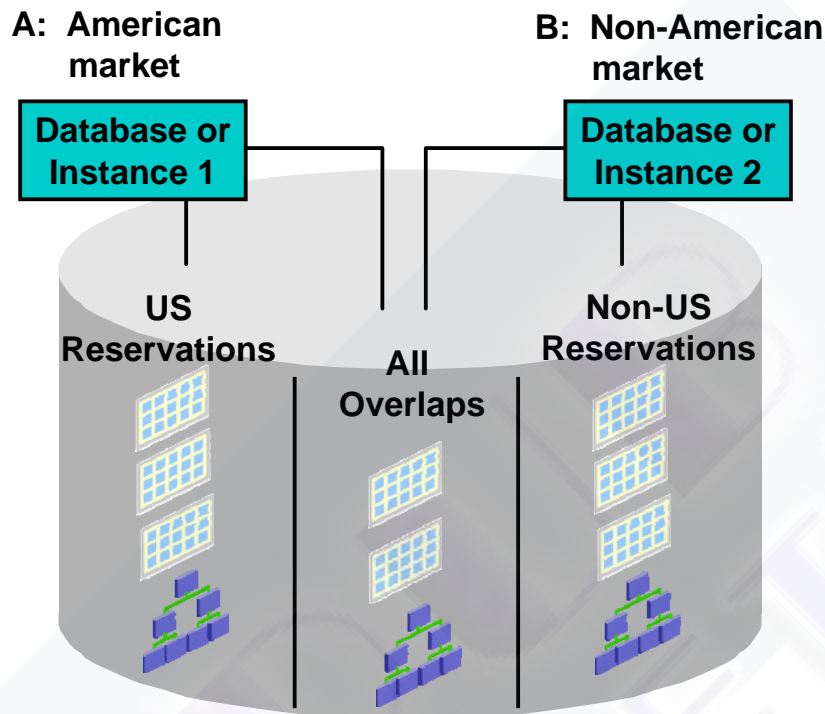 A: American
market
B: Non-American
market
Database or
Instance 1
Database or
Instance 2
US
Reservations
All
Overlaps
Non-US
Reservations